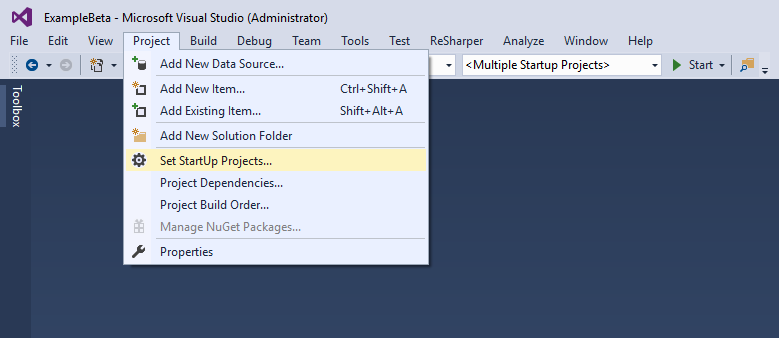 ExampleBeta - Microsoft Visual Studio (Administrator)
File Edit View Project Build Debug Team Tools Test ReSharper Analyze Window Help
<Multiple Startup Projects> Start
Toolbox
Add New Data Source...
Add New Item... Ctrl+Shift+A
Add Existing Item... Shift+Alt+A
Add New Solution Folder
Set StartUp Projects...
Project Dependencies...
Project Build Order...
Manage NuGet Packages...
Properties